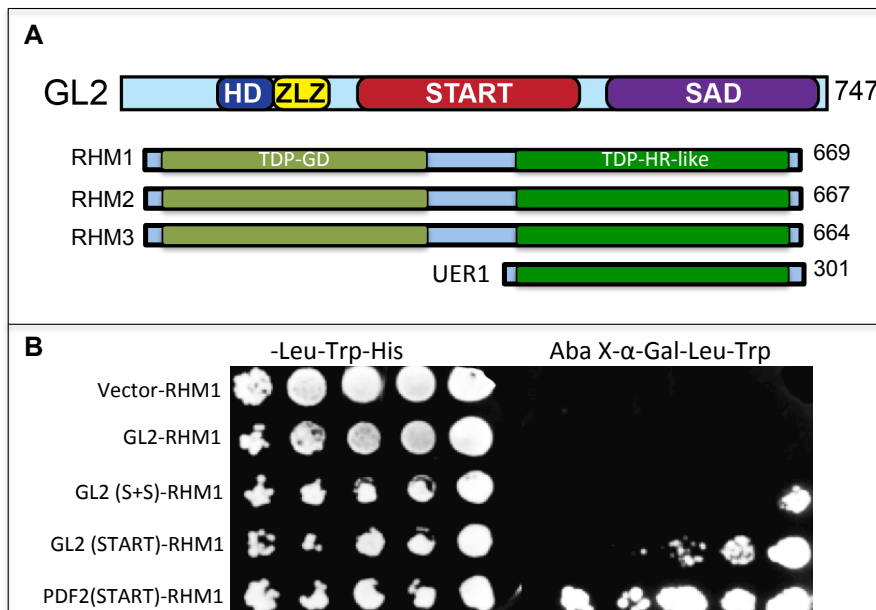 A
GL2 HD ZLZ START SAD 747
RHM1 TDP-GD TDP-HR-like 669
RHM2 667
RHM3 664
UER1 301
B
-Leu-Trp-His Aba X-α-Gal-Leu-Trp
Vector-RHM1
GL2-RHM1
GL2 (S+S)-RHM1
GL2 (START)-RHM1
PDF2(START)-RHM1